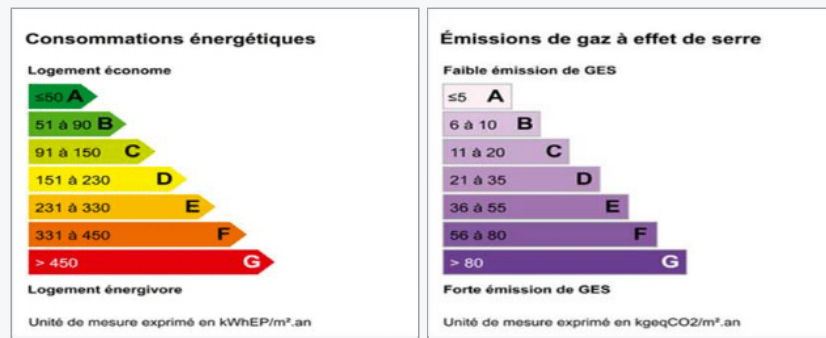 Consommations énergétiques
Logement économe
≤50 A
51 à 90 B
91 à 150 C
151 à 230 D
231 à 330 E
331 à 450 F
> 450 G
Logement énergivore
Unité de mesure exprimé en kWhEP/m².an
Émissions de gaz à effet de serre
Faible émission de GES
≤5 A
6 à 10 B
11 à 20 C
21 à 35 D
36 à 55 E
56 à 80 F
> 80 G
Forte émission de GES
Unité de mesure exprimé en kgeqCO2/m².an